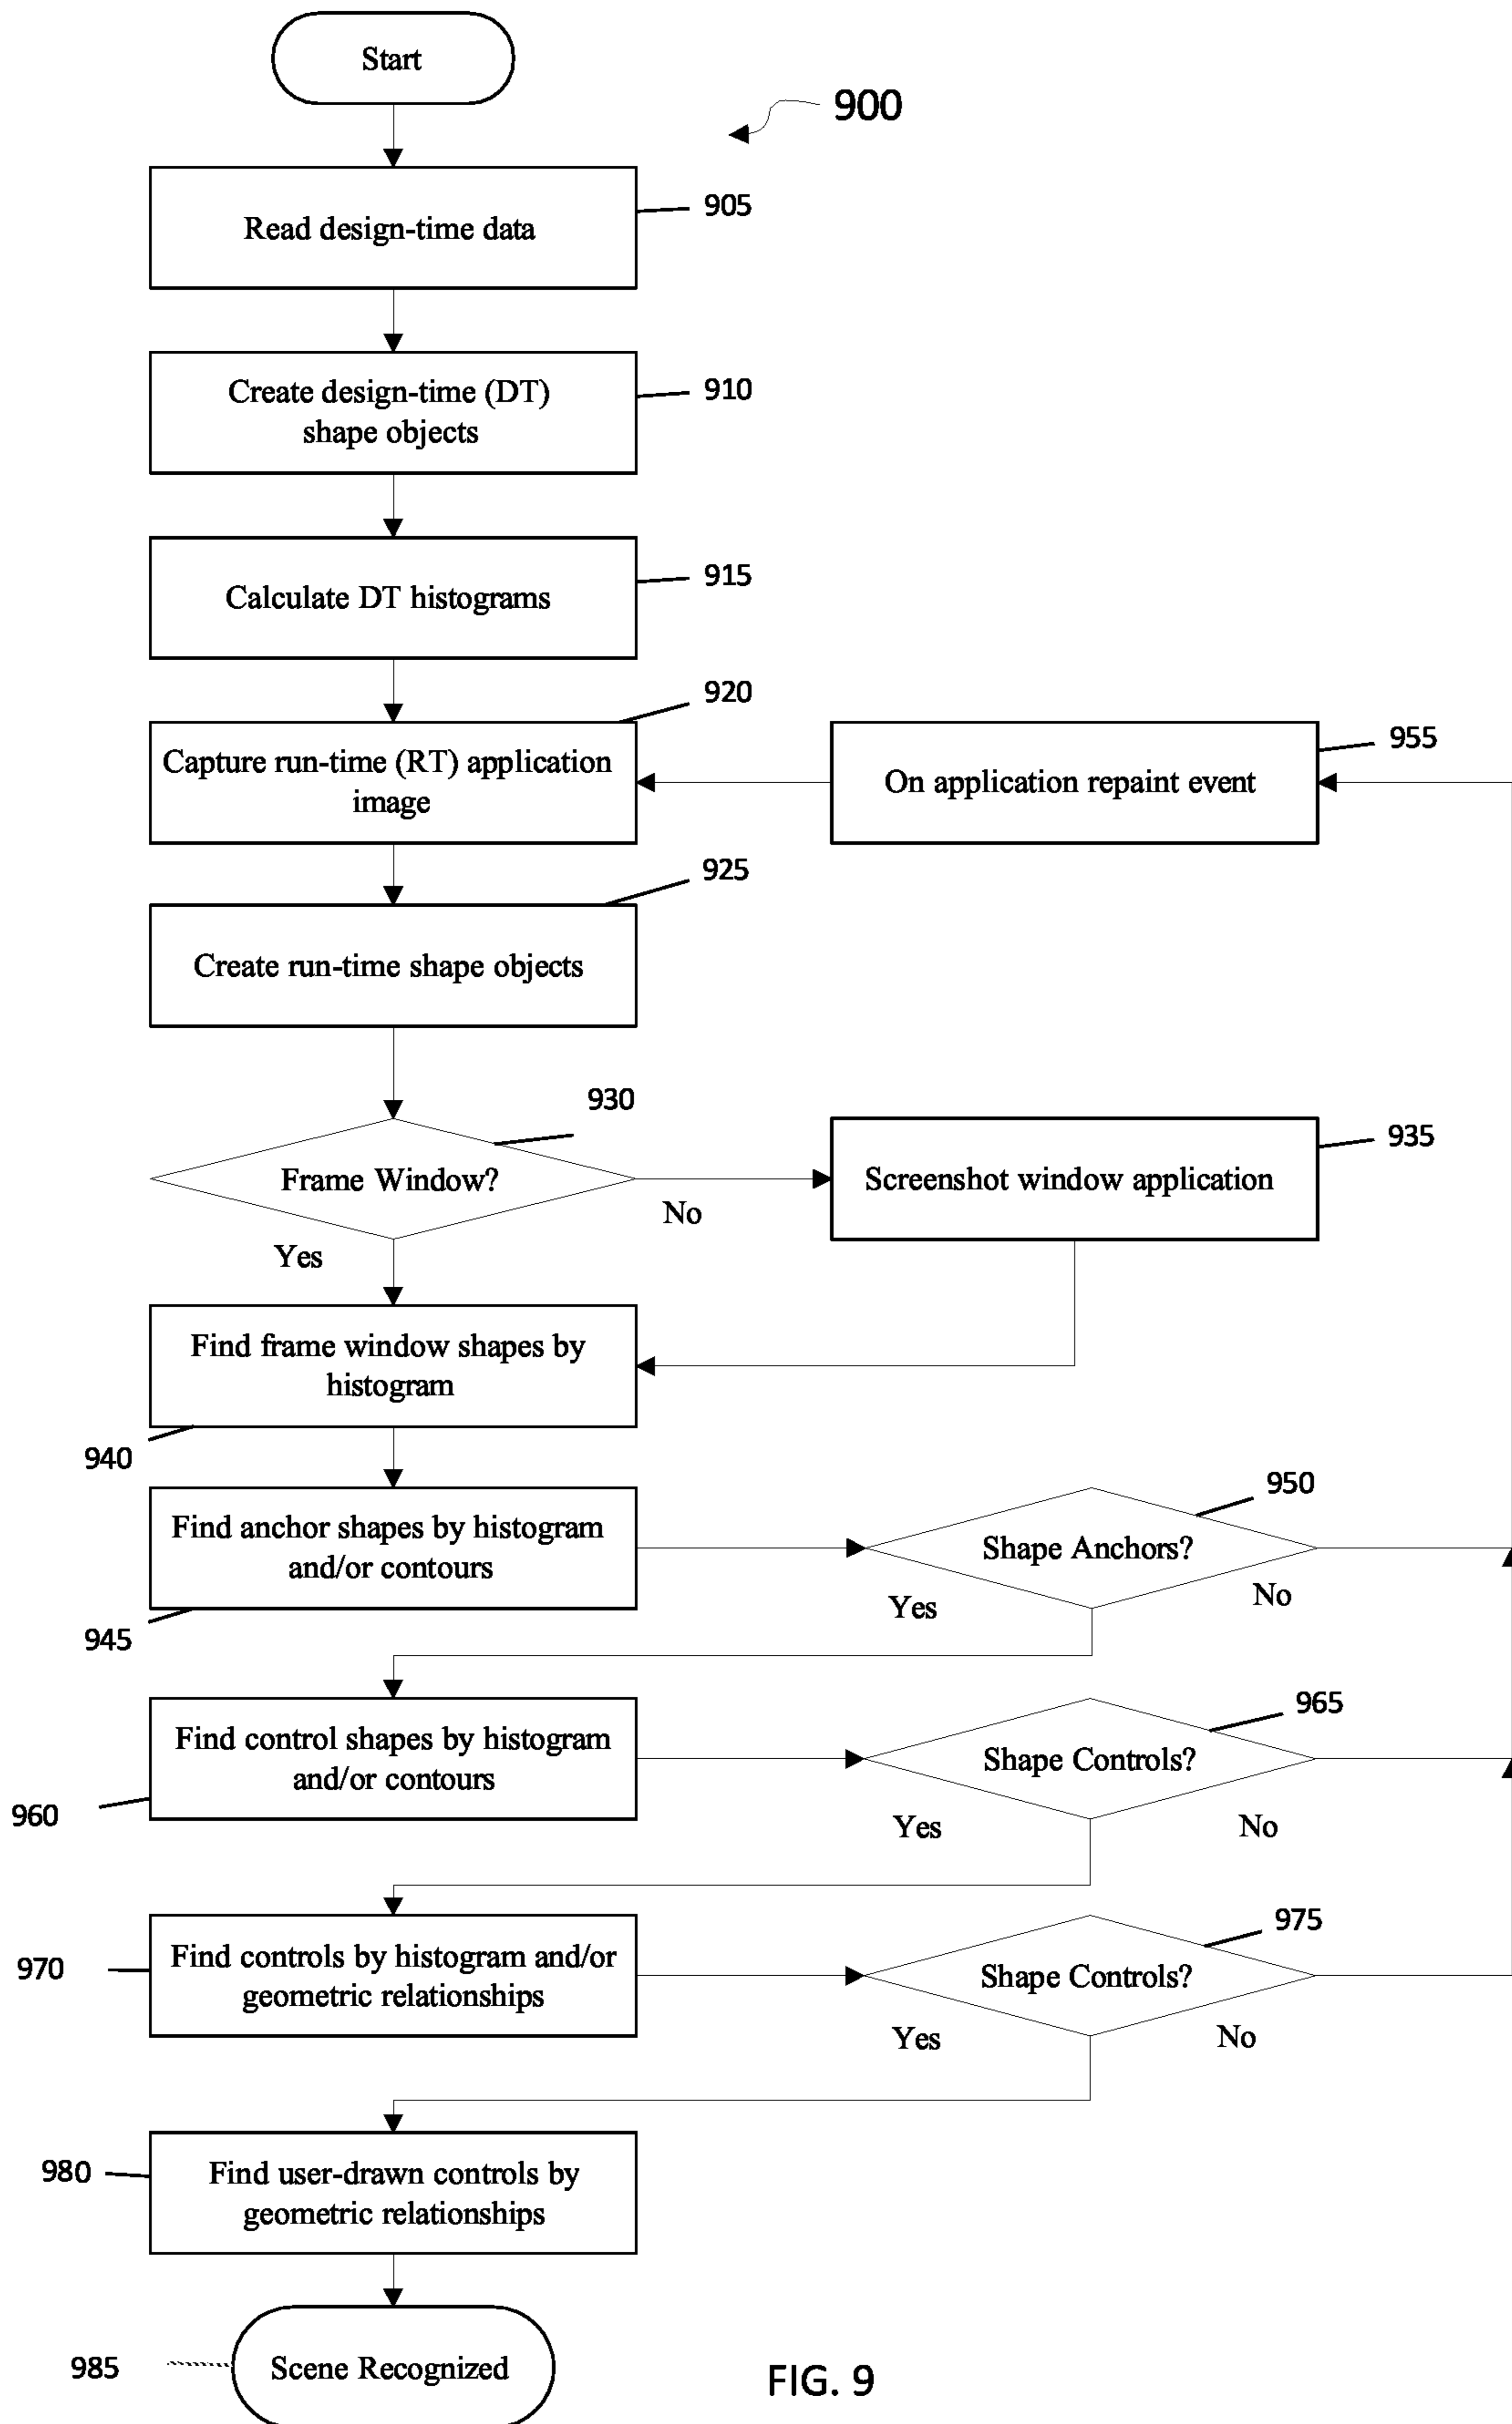 Start
900
Read design-time data
905
Create design-time (DT)
shape objects
910
Calculate DT histograms
915
920
Capture run-time (RT) application
image
On application repaint event
955
925
Create run-time shape objects
930
Frame Window?
No
Yes
Screenshot window application
935
Find frame window shapes by
histogram
940
Find anchor shapes by histogram
and/or contours
945
950
Shape Anchors?
Yes
No
Find control shapes by histogram
and/or contours
960
965
Shape Controls?
Yes
No
970
Find controls by histogram and/or
geometric relationships
975
Shape Controls?
Yes
No
980
Find user-drawn controls by
geometric relationships
985
Scene Recognized
FIG. 9